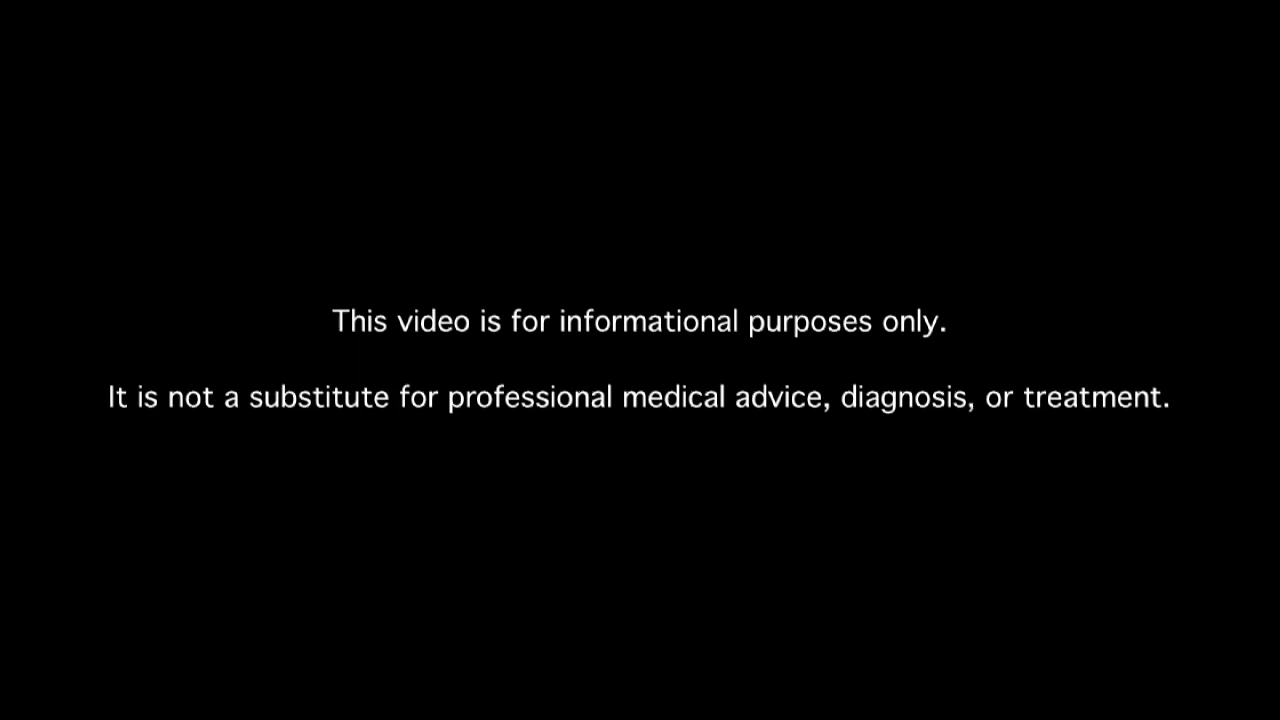 This video is for informational purposes only.
It is not a substitute for professional medical advice, diagnosis, or treatment.